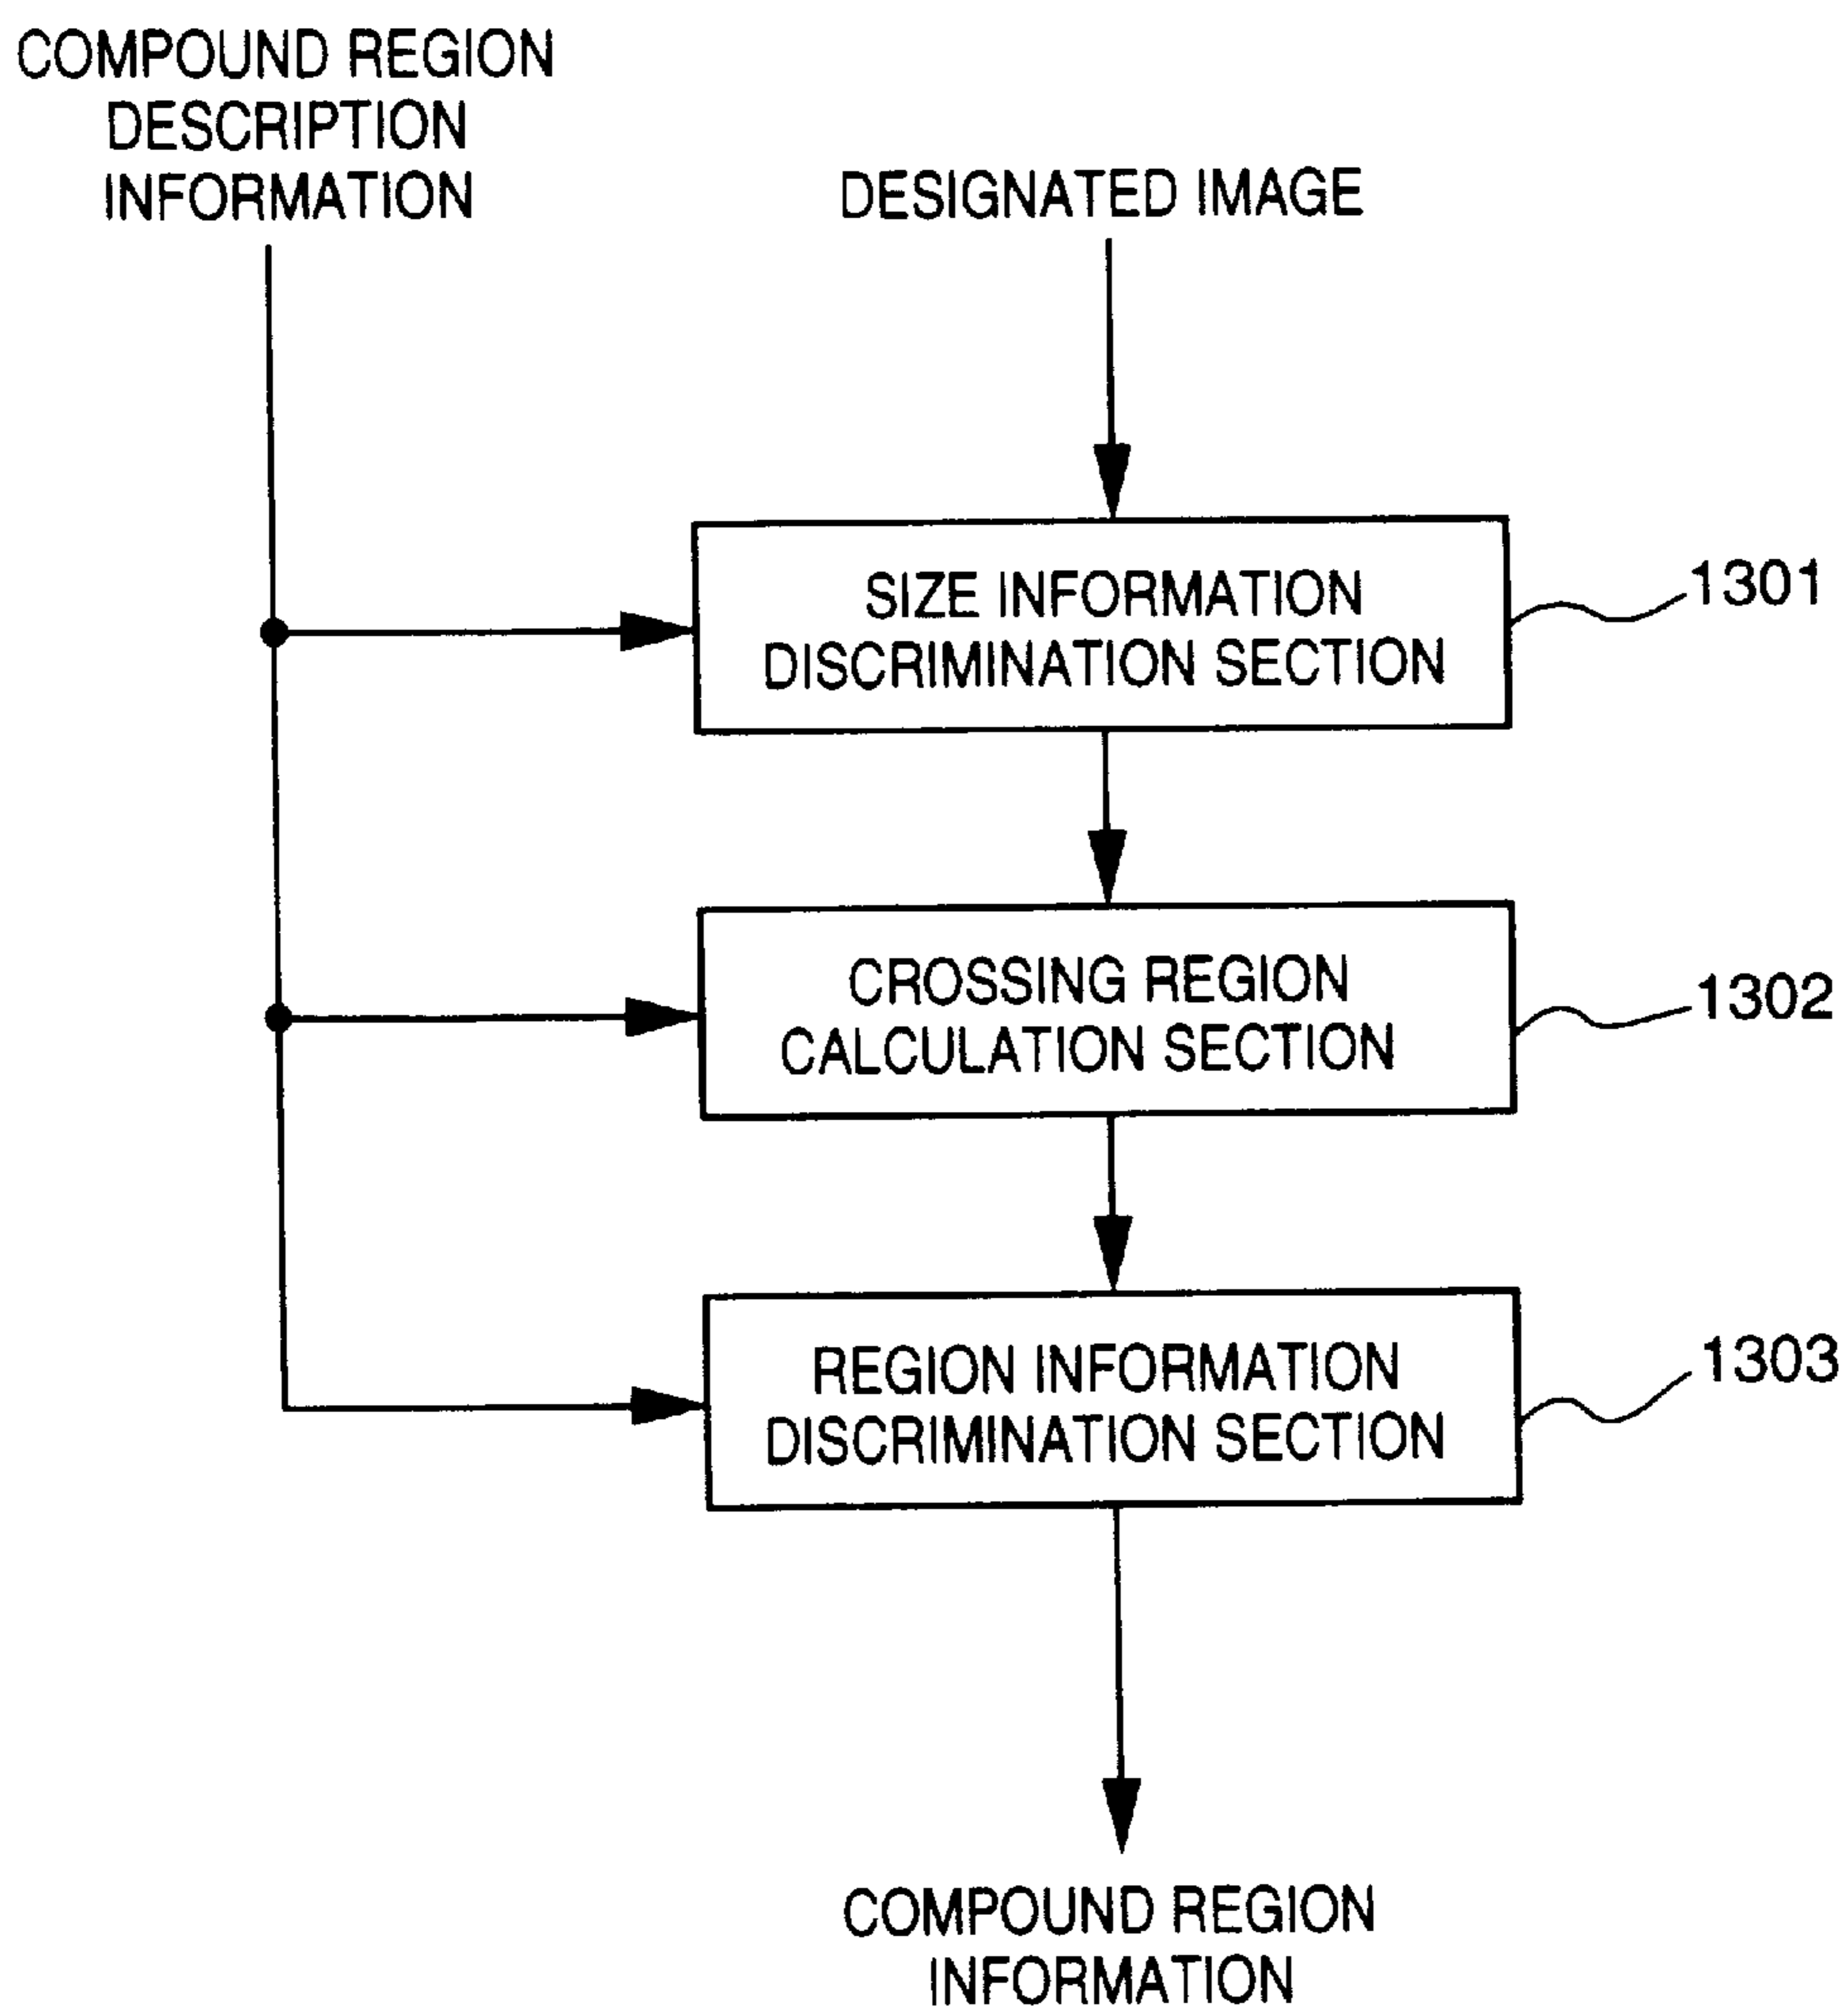 COMPOUND REGION
DESCRIPTION
INFORMATION
DESIGNATED IMAGE
SIZE INFORMATION
DISCRIMINATION SECTION
1301
CROSSING REGION
CALCULATION SECTION
1302
REGION INFORMATION
DISCRIMINATION SECTION
1303
COMPOUND REGION
INFORMATION